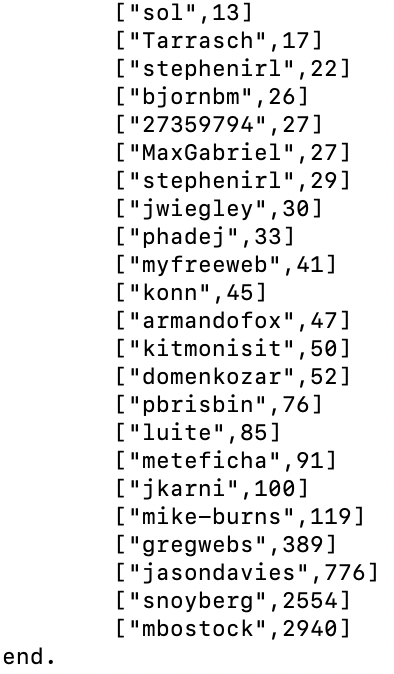 ["sol",13]
["Tarrasch",17]
["stephenirl",22]
["bjornbm",26]
["27359794",27]
["MaxGabriel",27]
["stephenirl",29]
["jwiegley",30]
["phadej",33]
["myfreeweb",41]
["konn",45]
["armandofox",47]
["kitmonisit",50]
["domenkozar",52]
["pbrisbin",76]
["luite",85]
["meteficha",91]
["jkarni",100]
["mike-burns",119]
["gregwebs",389]
["jasondavies",776]
["snoyberg",2554]
["mbostock",2940]
end.